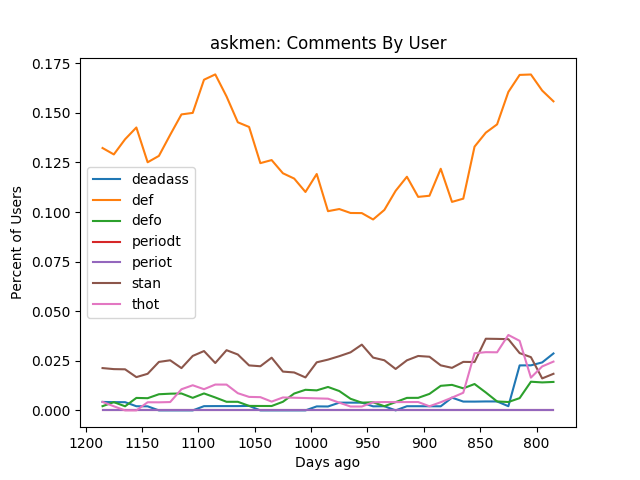 askmen: Comments By User
Percent of Users
0.175
0.150
0.125
0.100
0.075
0.050
0.025
0.000
deadass
def
defo
periodt
periot
stan
thot
1200 1150 1100 1050 1000 950 900 850 800
Days ago